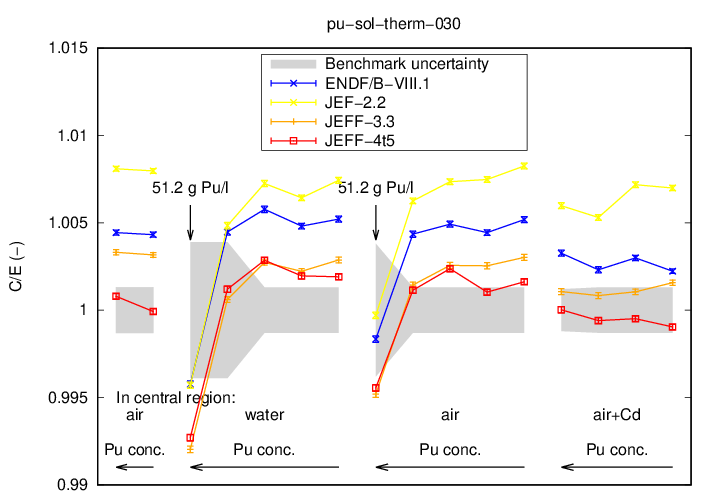 pu−sol−therm−030
1.015
1.01
1.005
1
0.995
0.99
C/E (−)
Benchmark uncertainty
ENDF/B−VIII.1
JEF−2.2
JEFF−3.3
JEFF−4t5
51.2 g Pu/l
51.2 g Pu/l
In central region:
air
water
air
air+Cd
Pu conc.
Pu conc.
Pu conc.
Pu conc.